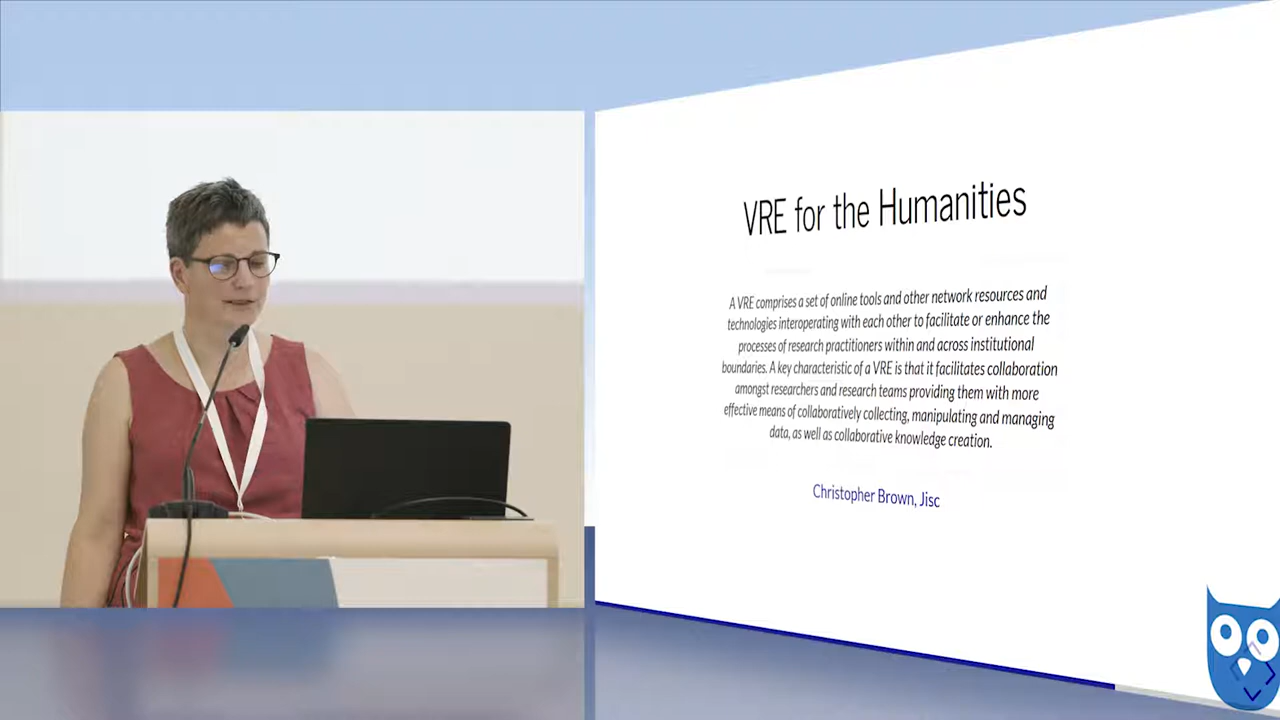 VRE for the Humanities
A VRE comprises a set of online tools and other network resources and
technologies interoperating with each other to facilitate or enhance the
processes of research practitioners within and across institutional
boundaries. A key characteristic of a VRE is that it facilitates collaboration
amongst researchers and research teams providing them with more
effective means of collaboratively collecting, manipulating and managing
data, as well as collaborative knowledge creation.
Christopher Brown, Jisc